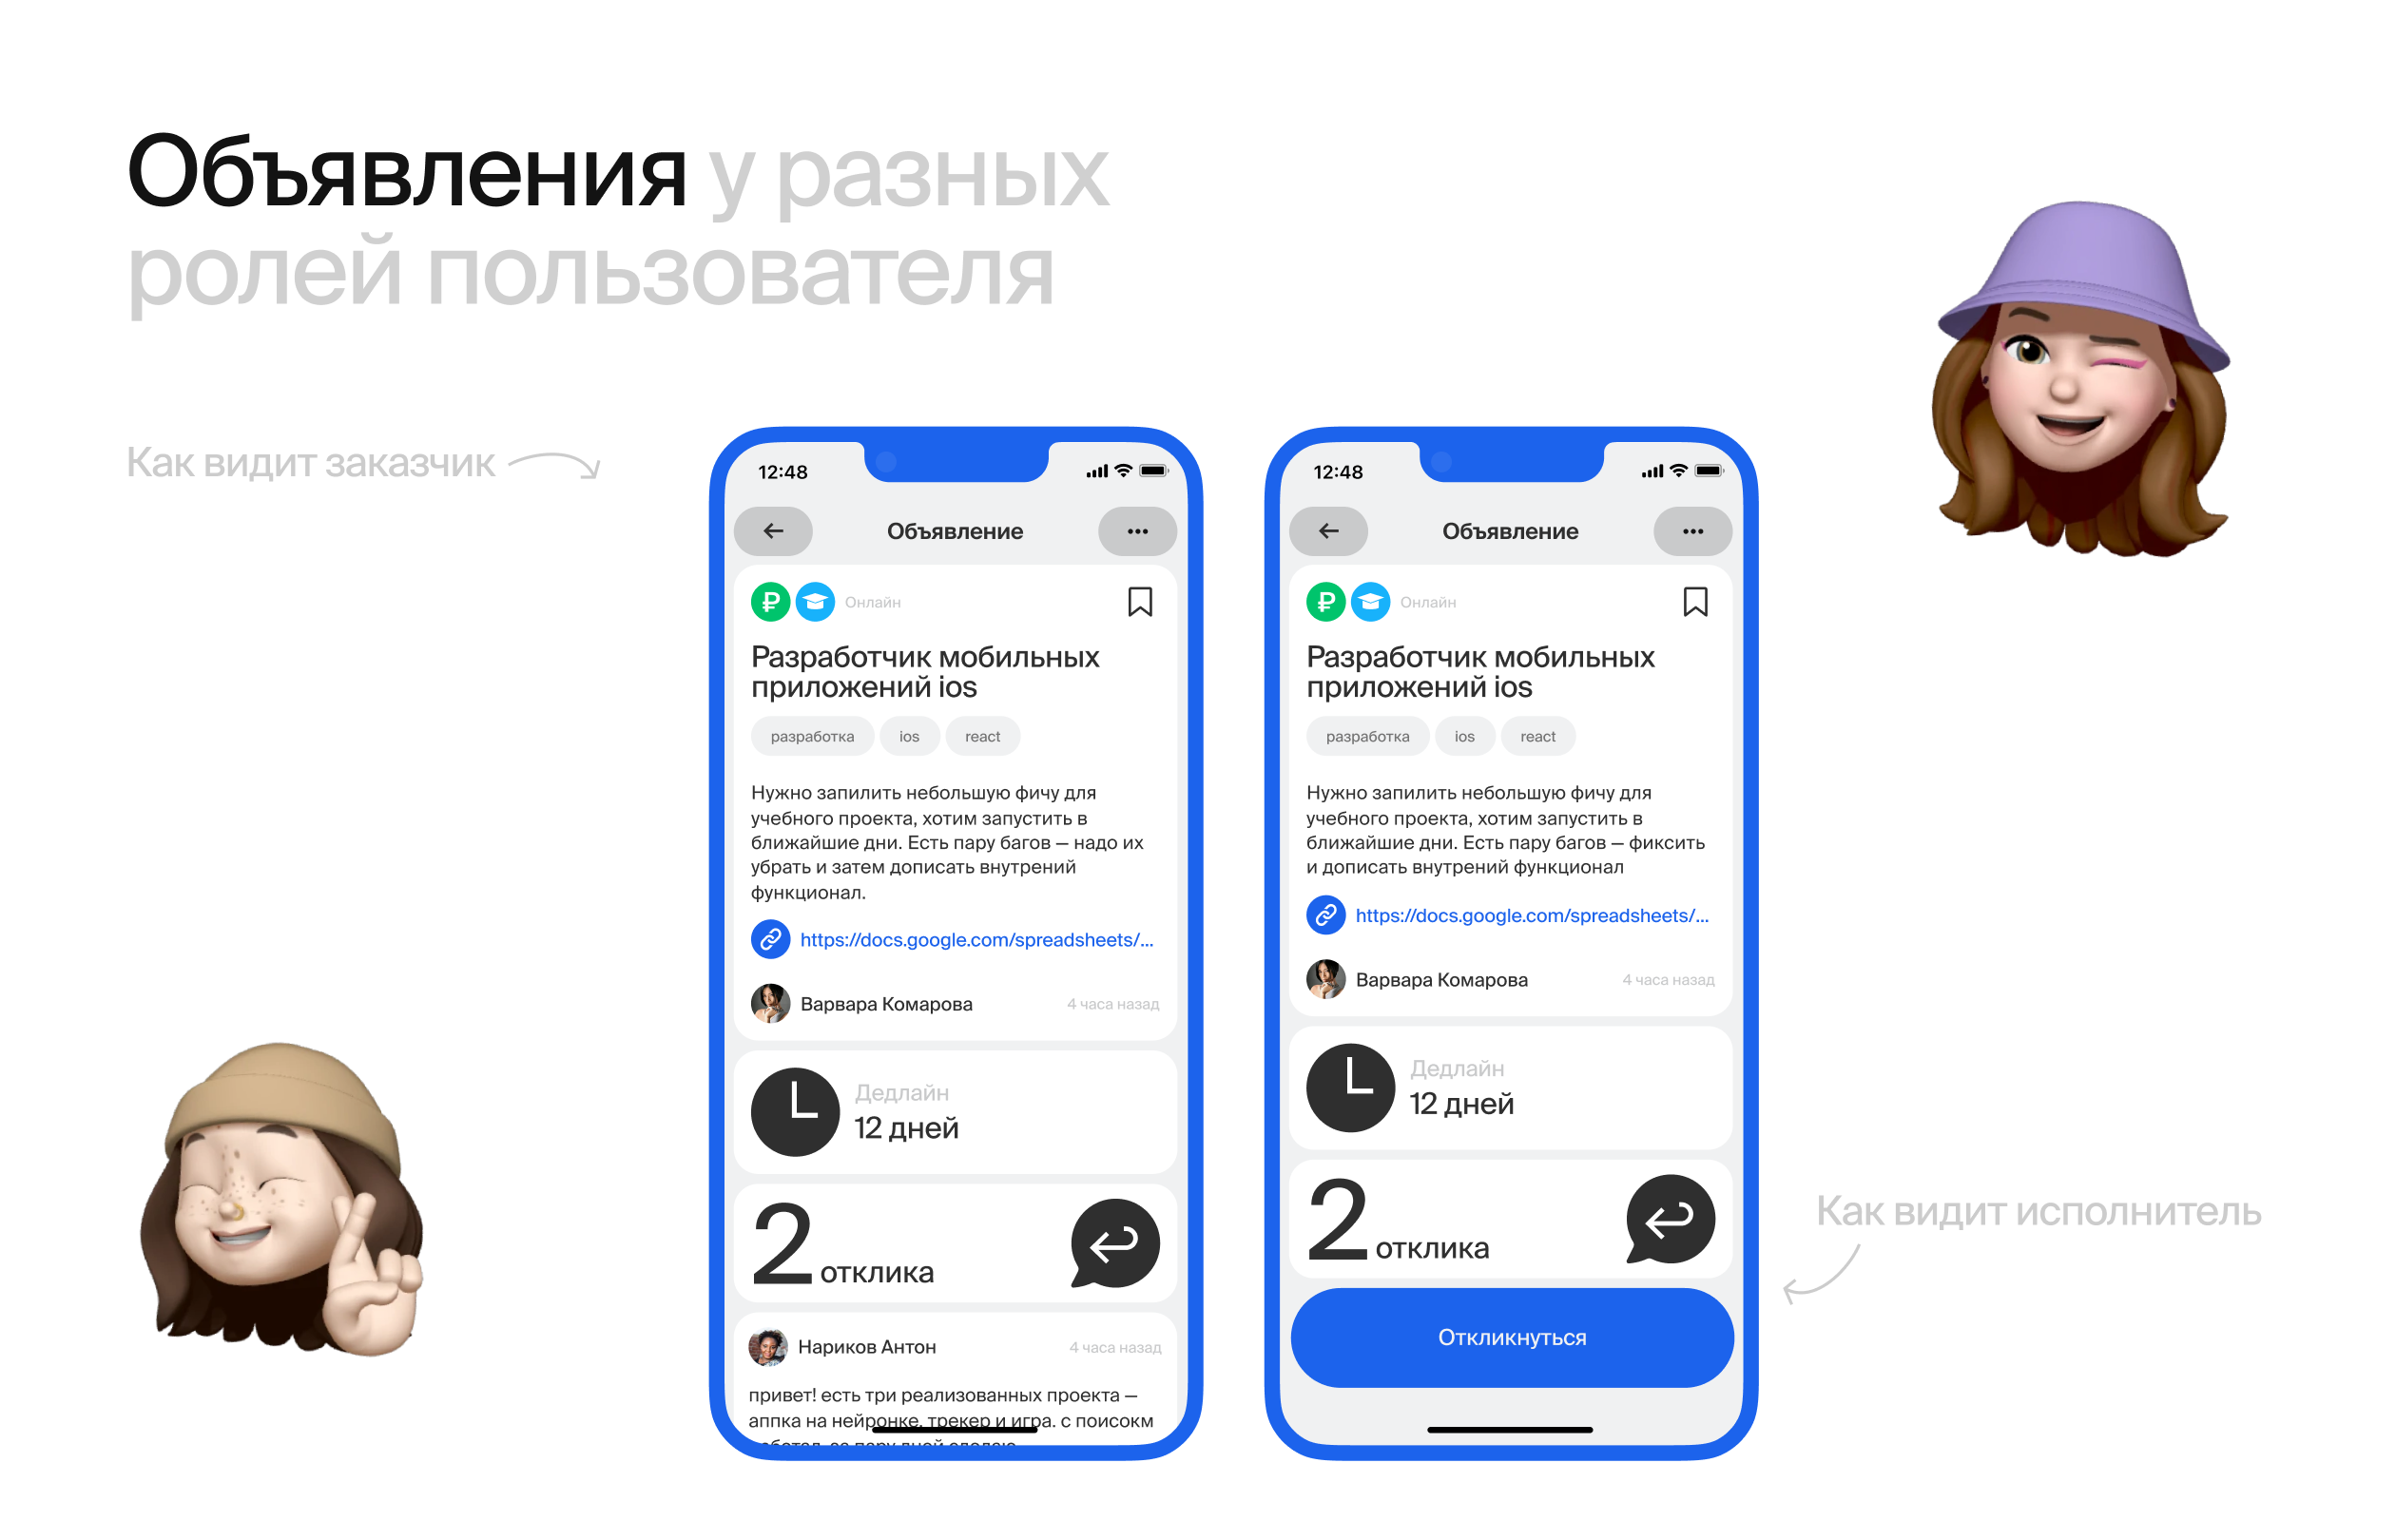 Объявления у разных
ролей пользователя
Как видит заказчик
12:48
Объявление
Онлайн
Разработчик мобильных
приложений ios
разработка ios react
Нужно запилить небольшую фичу для
учебного проекта, хотим запустить в
ближайшие дни. Есть пару багов – надо их
убрать и затем дописать внутрений
функционал.
https://docs.google.com/spreadsheets/...
Варвара Комарова 4 часа назад
Дедлайн
12 дней
2 отклика
Нариков Антон 4 часа назад
привет! есть три реализованных проекта –
аппка на нейронке, трекер и игра. с поисокм
работал, за пару дней сделаю
12:48
Объявление
Онлайн
Разработчик мобильных
приложений ios
разработка ios react
Нужно запилить небольшую фичу для
учебного проекта, хотим запустить в
ближайшие дни. Есть пару багов – фиксить
и дописать внутрений функционал
https://docs.google.com/spreadsheets/...
Варвара Комарова 4 часа назад
Дедлайн
12 дней
2 отклика
Откликнуться
Как видит исполнитель